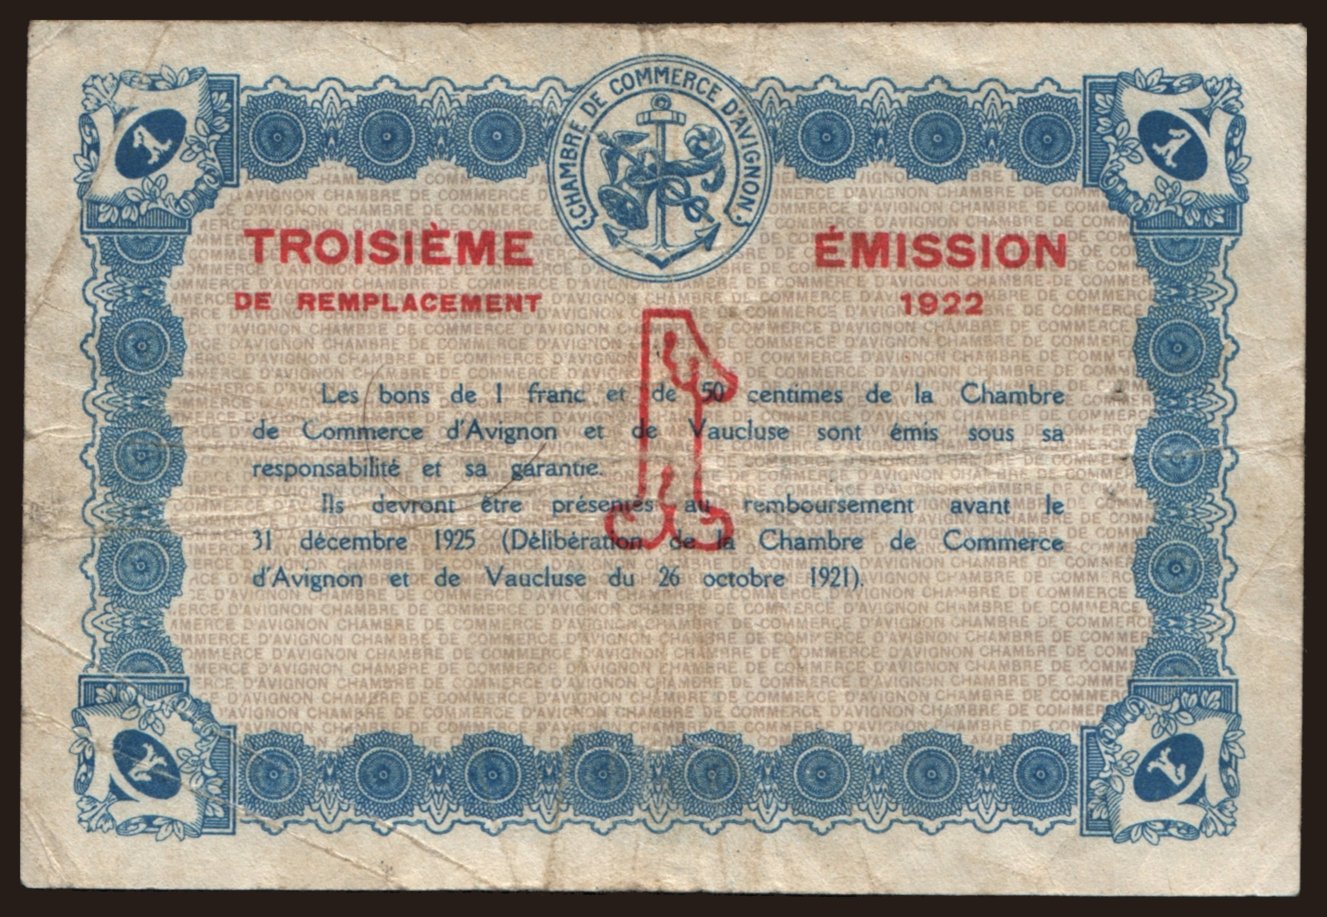 CHAMBRE DE COMMERCE D'AVIGNON
TROISIÈME ÉMISSION
DE REMPLACEMENT 1922
1
Les bons de 1 franc et de 50 centimes de la Chambre
de Commerce d'Avignon et de Vaucluse sont émis sous sa
responsabilité et sa garantie.
Ils devront être présentés au remboursement avant le
31 décembre 1925 (Délibération de la Chambre de Commerce
d'Avignon et de Vaucluse du 26 octobre 1921).